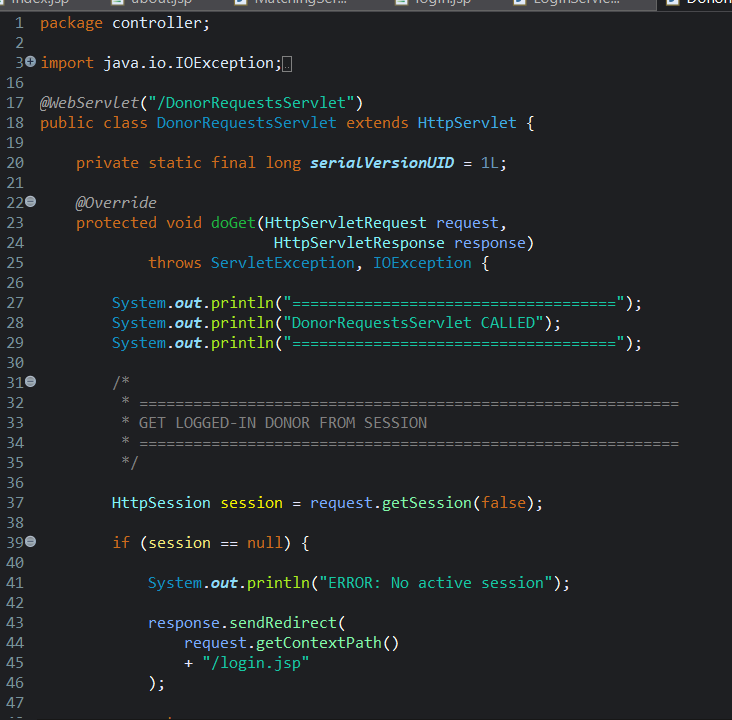 index.jsp about.jsp MatchingSer... login.jsp LoginServle... Donor
1 package controller;
2
3 import java.io.IOException;
16
17 @WebServlet("/DonorRequestsServlet")
18 public class DonorRequestsServlet extends HttpServlet {
19
20 private static final long serialVersionUID = 1L;
21
22 @Override
23 protected void doGet(HttpServletRequest request,
24 HttpServletResponse response)
25 throws ServletException, IOException {
26
27 System.out.println("====================================");
28 System.out.println("DonorRequestsServlet CALLED");
29 System.out.println("====================================");
30
31 /*
32 * ============================================================
33 * GET LOGGED-IN DONOR FROM SESSION
34 * ============================================================
35 */
36
37 HttpSession session = request.getSession(false);
38
39 if (session == null) {
40
41 System.out.println("ERROR: No active session");
42
43 response.sendRedirect(
44 request.getContextPath()
45 + "/login.jsp"
46 );
47